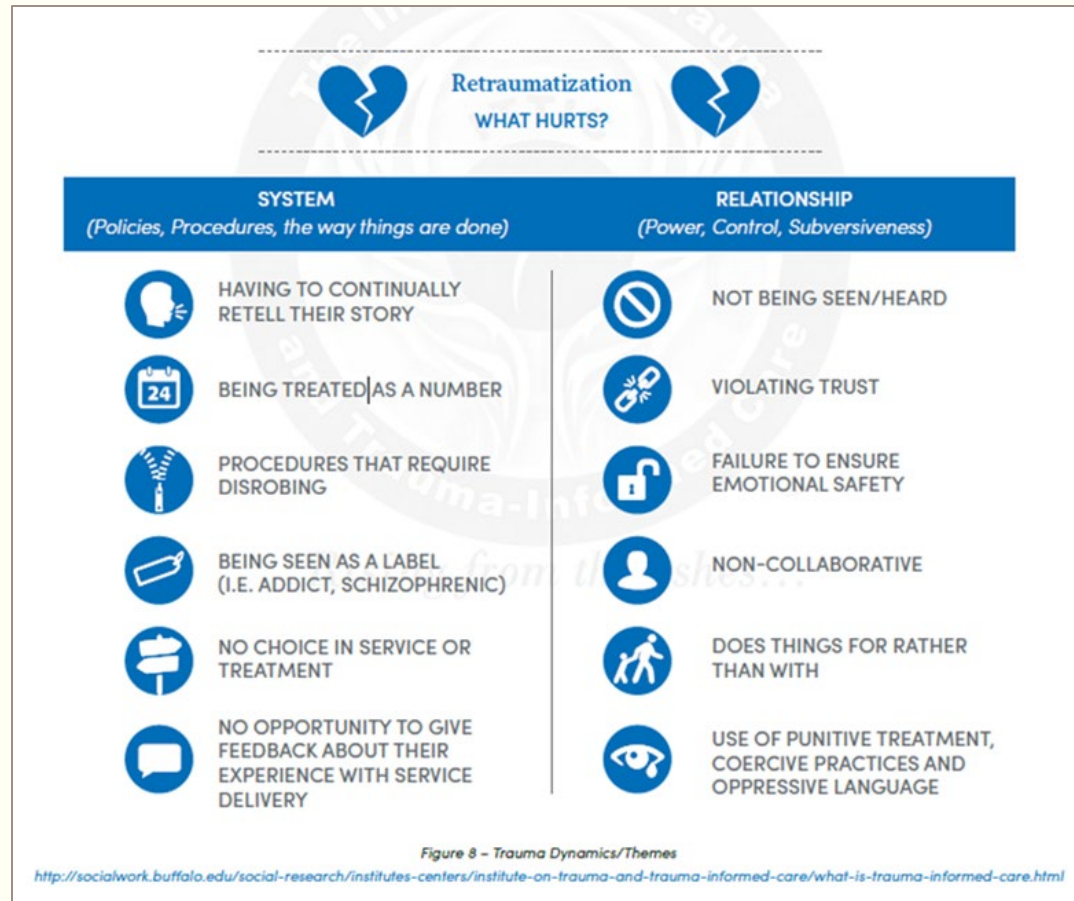 Retraumatization
WHAT HURTS?
SYSTEM
(Policies, Procedures, the way things are done)
HAVING TO CONTINUALLY
RETELL THEIR STORY
24
BEING TREATED AS A NUMBER
PROCEDURES THAT REQUIRE
DISROBING
BEING SEEN AS A LABEL
(I.E. ADDICT, SCHIZOPHRENIC)
NO CHOICE IN SERVICE OR
TREATMENT
NO OPPORTUNITY TO GIVE
FEEDBACK ABOUT THEIR
EXPERIENCE WITH SERVICE
DELIVERY
RELATIONSHIP
(Power, Control, Subversiveness)
NOT BEING SEEN/HEARD
VIOLATING TRUST
FAILURE TO ENSURE
EMOTIONAL SAFETY
NON-COLLABORATIVE
DOES THINGS FOR RATHER
THAN WITH
USE OF PUNITIVE TREATMENT,
COERCIVE PRACTICES AND
OPPRESSIVE LANGUAGE
Figure 8 – Trauma Dynamics/Themes
http://socialwork.buffalo.edu/social-research/institutes-centers/institute-on-trauma-and-trauma-informed-care/what-is-trauma-informed-care.html